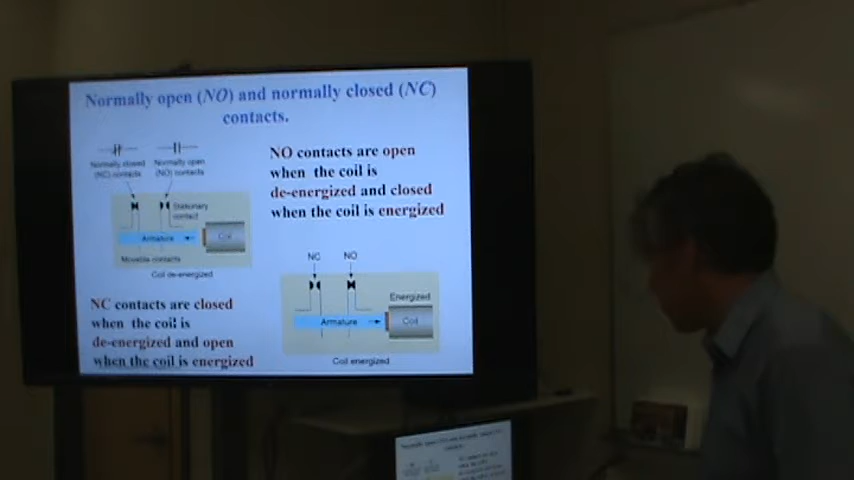 Normally open (NO) and normally closed (NC)
contacts.
Normally closed
(NC) contacts
Normally open
(NO) contacts
Stationary
contact
Armature
Coil
Movable contacts
Coil de-energized
NO contacts are open
when the coil is
de-energized and closed
when the coil is energized
NC
NO
Energized
Armature
Coil
Coil energized
NC contacts are closed
when the coil is
de-energized and open
when the coil is energized